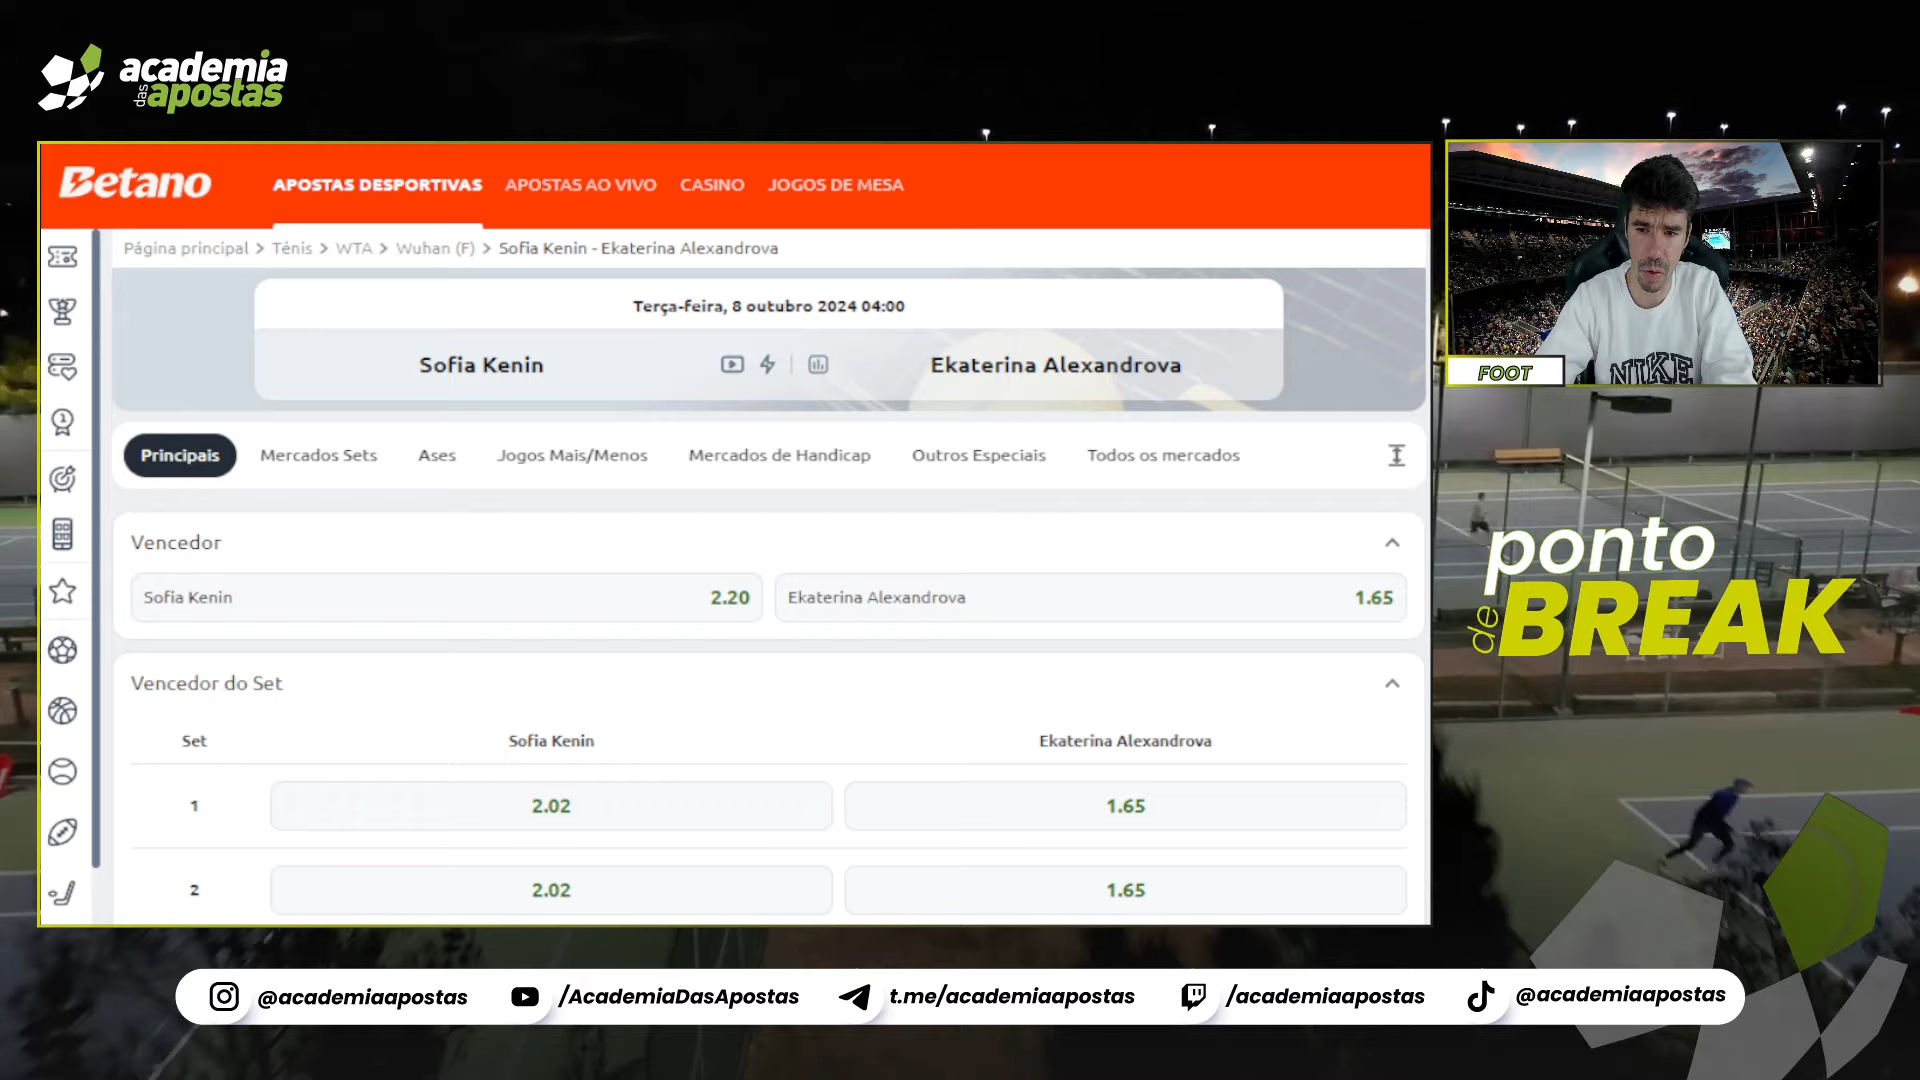 academia
das apostas
Betano
APOSTAS DESPORTIVAS APOSTAS AO VIVO CASINO JOGOS DE MESA
Página principal > Ténis > WTA > Wuhan (F) > Sofia Kenin - Ekaterina Alexandrova
Terça-feira, 8 outubro 2024 04:00
Sofia Kenin Ekaterina Alexandrova
Principais Mercados Sets Ases Jogos Mais/Menos Mercados de Handicap Outros Especiais Todos os mercados
Vencedor
Sofia Kenin 2.20 Ekaterina Alexandrova 1.65
Vencedor do Set
Set Sofia Kenin Ekaterina Alexandrova
1 2.02 1.65
2 2.02 1.65
NIKE
FOOT
ponto
de BREAK
@academiaapostas /AcademiaDasApostas t.me/academiaapostas /academiaapostas @academiaapostas